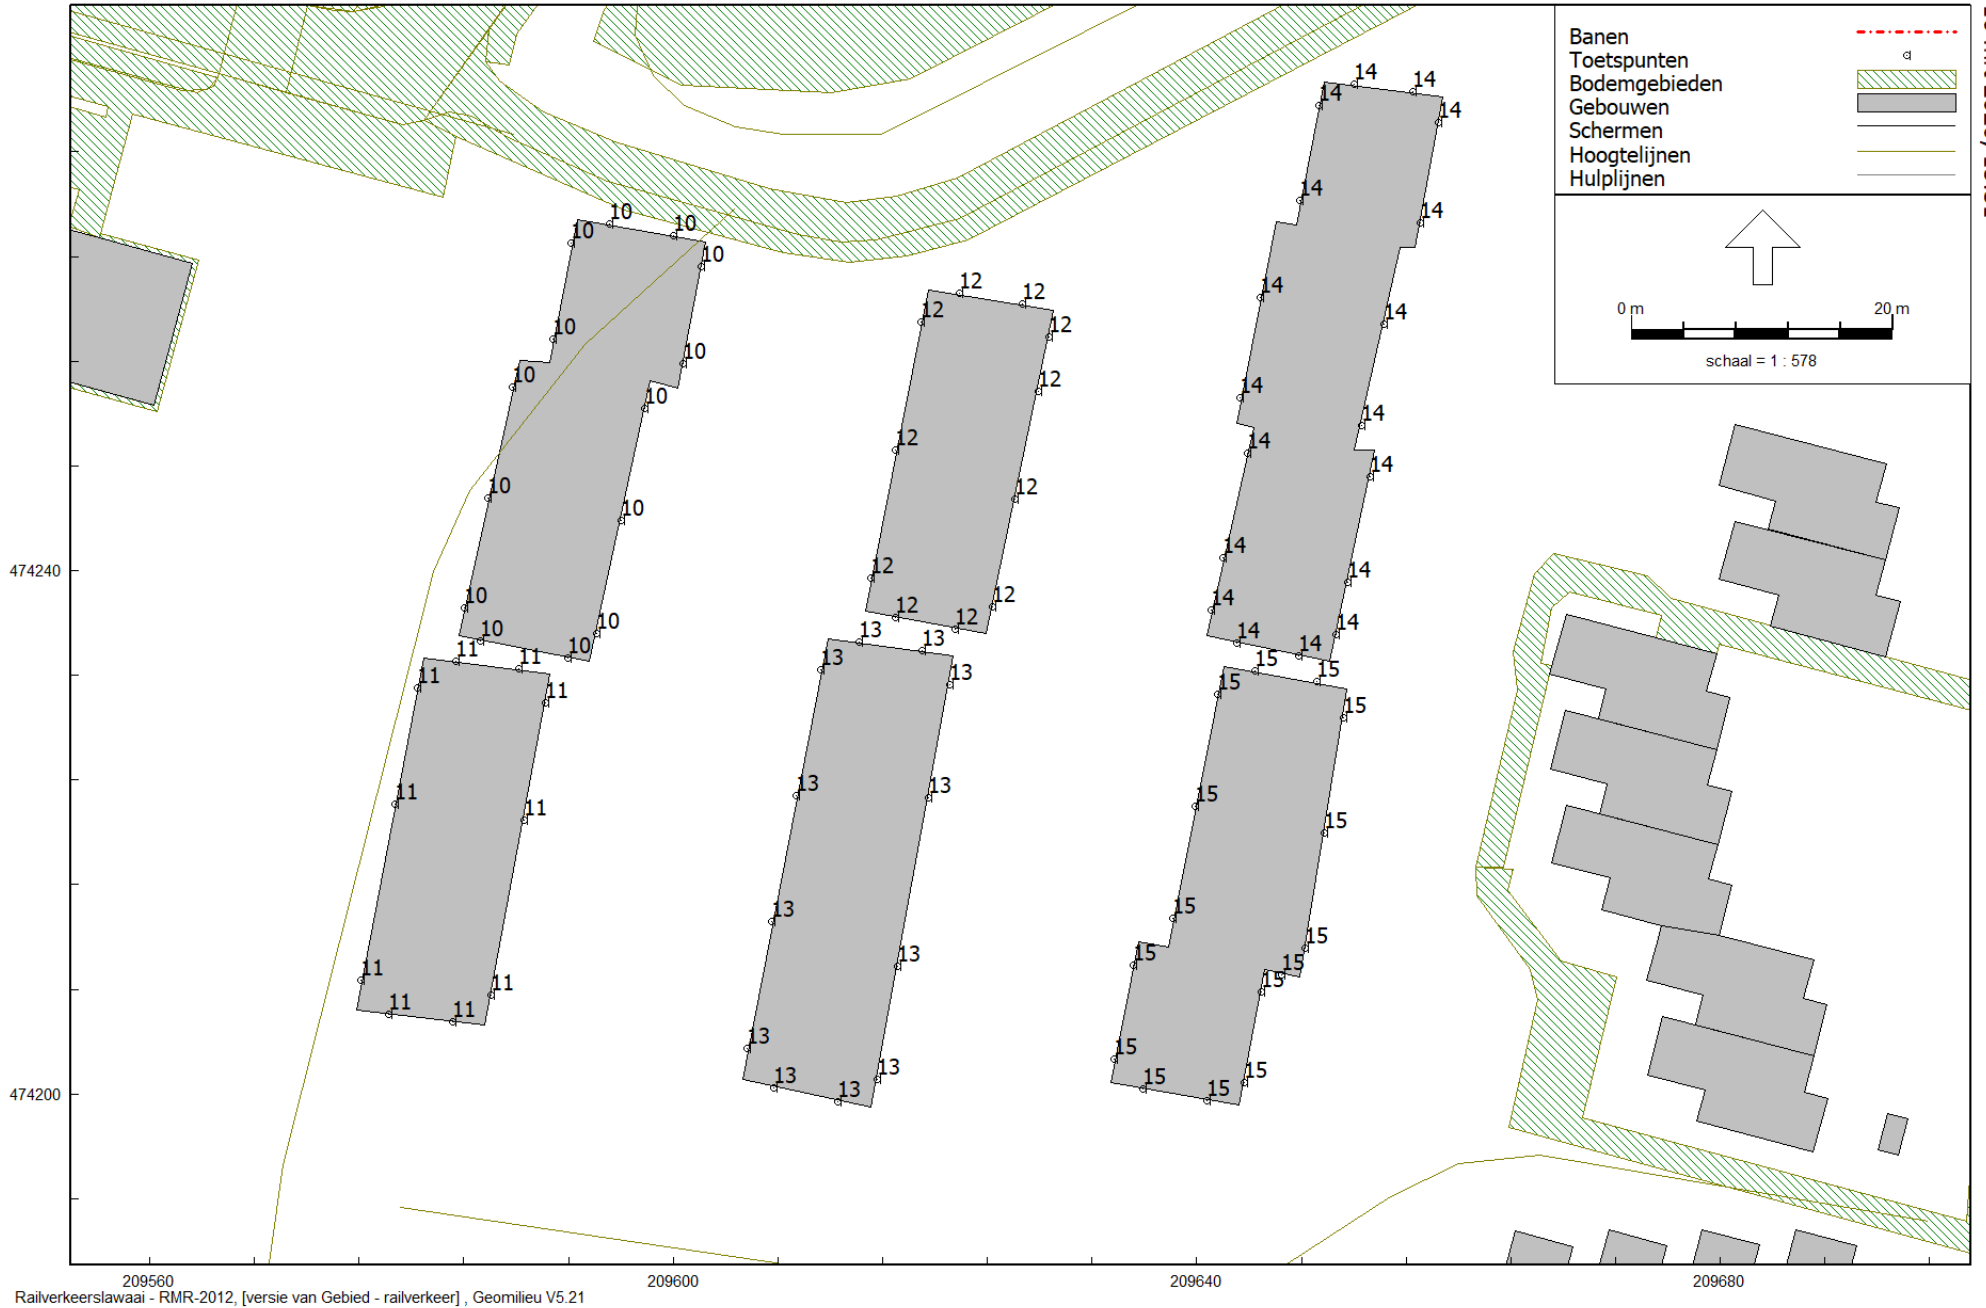 Banen
Toetspunten
Bodemgebieden
Gebouwen
Schermen
Hoogtelijnen
Hulplijnen
0 m 20 m
schaal = 1 : 578
14 14
14 14
14 14
10 10
10 10
14 12 12
12 12
10 14
10 10 12
10 14
10 14
12 14 14
10 12
10
14
12 14
10 12
10 14 14
10 10 12 12 14 14
11 11 13 13 15 15
11 13 13 15
11 15
11 13 13 15
11 15
13 15
15 15
11 13 15 15
11
11 11
13 15
13 15
13 13 15 15
474240
474200
209560 209600 209640 209680
Railverkeerslawaai - RMR-2012, [versie van Gebied - railverkeer] , Geomilieu V5.21